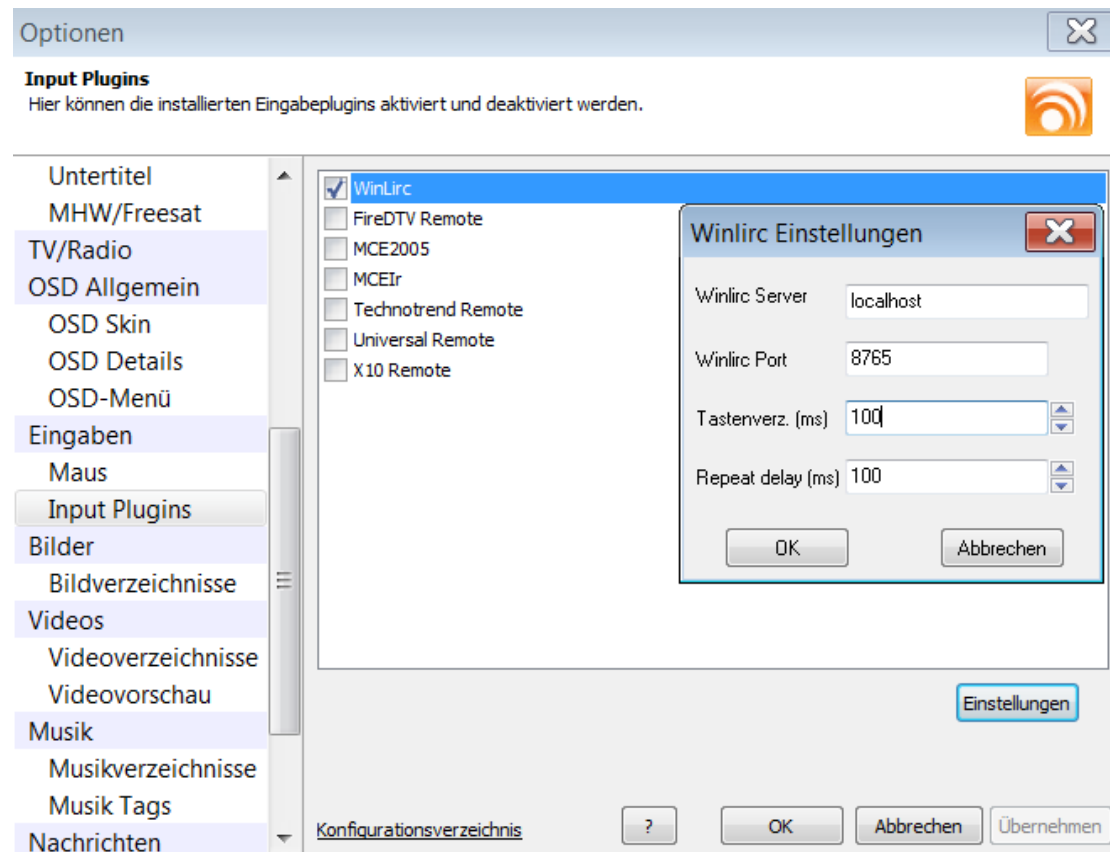 Optionen
Input Plugins
Hier können die installierten Eingabeplugins aktiviert und deaktiviert werden.
Untertitel
MHW/Freesat
TV/Radio
OSD Allgemein
OSD Skin
OSD Details
OSD-Menü
Eingaben
Maus
Input Plugins
Bilder
Bildverzeichnisse
Videos
Videoverzeichnisse
Videovorschau
Musik
Musikverzeichnisse
Musik Tags
Nachrichten
WinLirc
FireDTV Remote
MCE2005
MCEIr
Technotrend Remote
Universal Remote
X10 Remote
Winlirc Einstellungen
Winlirc Server localhost
Winlirc Port 8765
Tastenverz. (ms) 100
Repeat delay (ms) 100
OK Abbrechen
Einstellungen
Konfigurationsverzeichnis ? OK Abbrechen Übernehmen